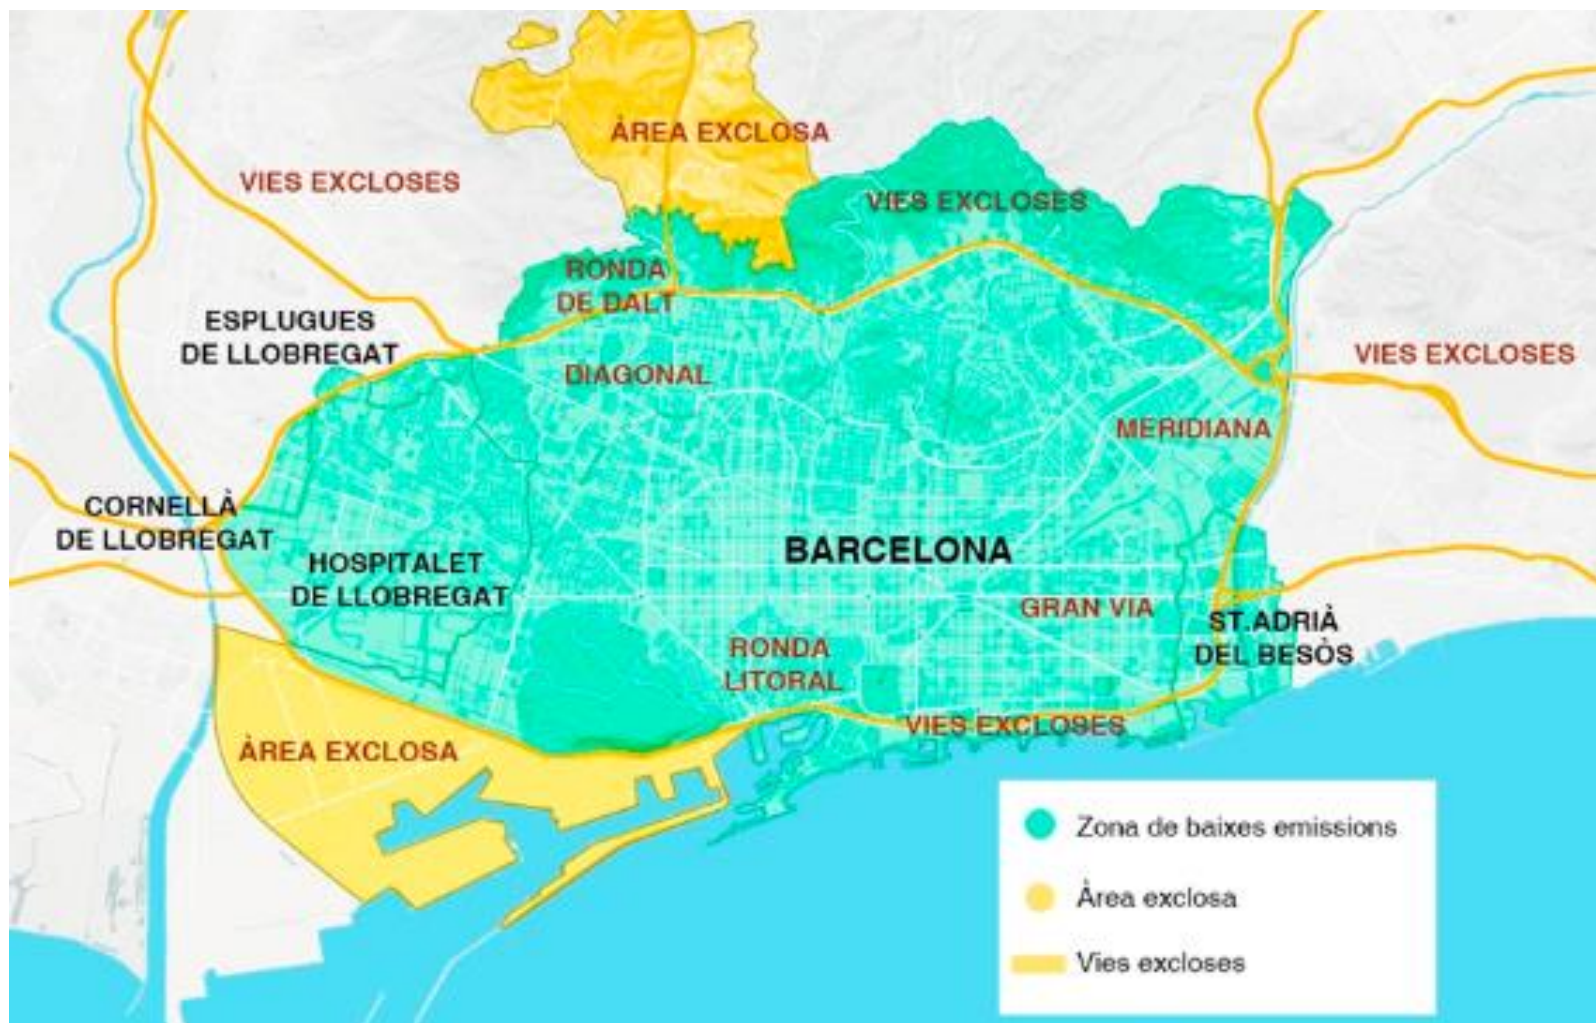 ÀREA EXCLOSA
VIES EXCLOSES
VIES EXCLOSES
RONDA
DE DALT
ESPLUGUES
DE LLOBREGAT
VIES EXCLOSES
DIAGONAL
MERIDIANA
CORNELLÀ
DE LLOBREGAT
BARCELONA
HOSPITALET
DE LLOBREGAT
GRAN VIA
ST.ADRIÀ
DEL BESÒS
RONDA
LITORAL
VIES EXCLOSES
ÀREA EXCLOSA
Zona de baixes emissions
Àrea exclosa
Vies excloses